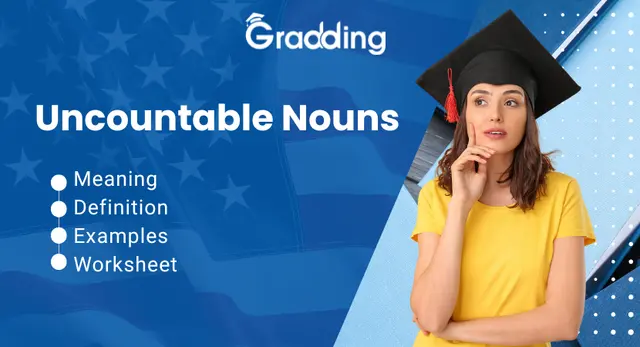 Gradding
Uncountable Nouns
Meaning
Definition
Examples
Worksheet